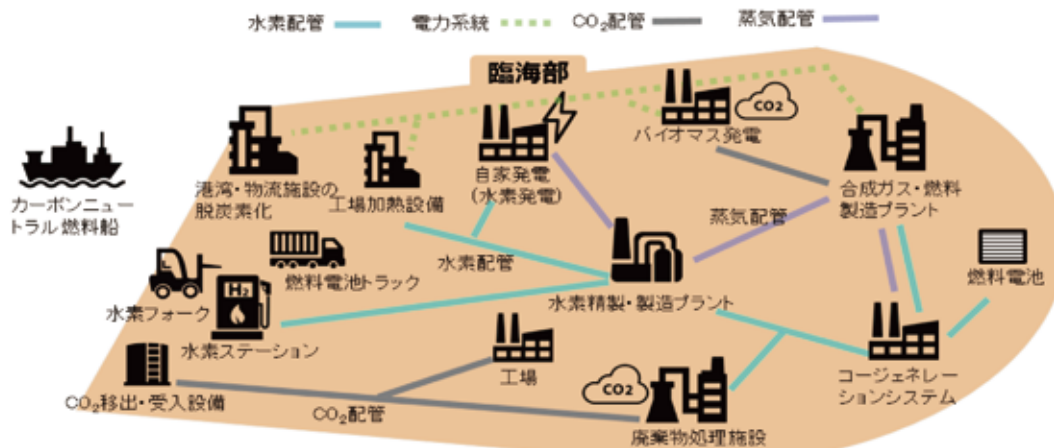 水素配管 電力系統 CO₂配管 蒸気配管
臨海部
CO2
バイオマス発電
カーボンニュー
トラル燃料船
港湾・物流施設の
脱炭素化
工場加熱設備
自家発電
(水素発電)
合成ガス・燃料
製造プラント
蒸気配管
水素配管
燃料電池トラック
燃料電池
水素フォーク
H₂
水素ステーション
水素精製・製造プラント
工場
コージェネレー
ションシステム
CO₂移出・受入設備
CO₂配管
CO2
廃棄物処理施設